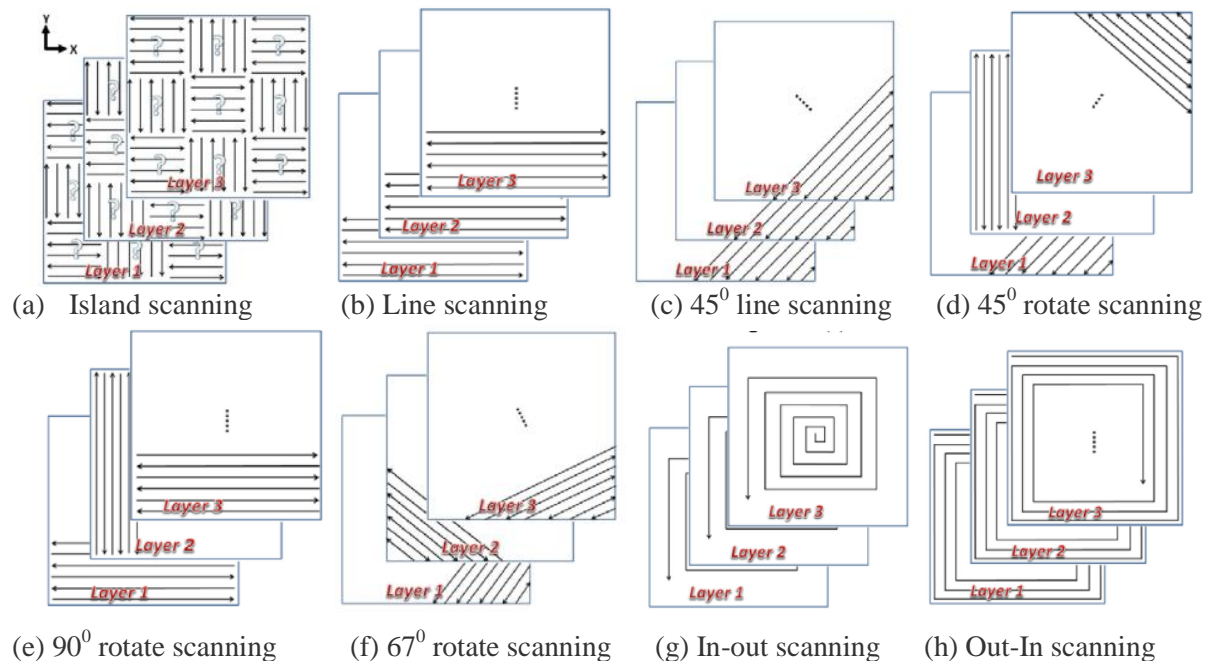 Y
X
? ? ?
? ? ?
? ? ?
Layer 3
Layer 2
Layer 1
Layer 3
Layer 2
Layer 1
Layer 3
Layer 2
Layer 1
Layer 3
Layer 2
Layer 1
(a) Island scanning
(b) Line scanning
(c) 45⁰ line scanning
(d) 45⁰ rotate scanning
Layer 3
Layer 2
Layer 1
Layer 3
Layer 2
Layer 1
Layer 3
Layer 2
Layer 1
Layer 3
Layer 2
Layer 1
(e) 90⁰ rotate scanning
(f) 67⁰ rotate scanning
(g) In-out scanning
(h) Out-In scanning